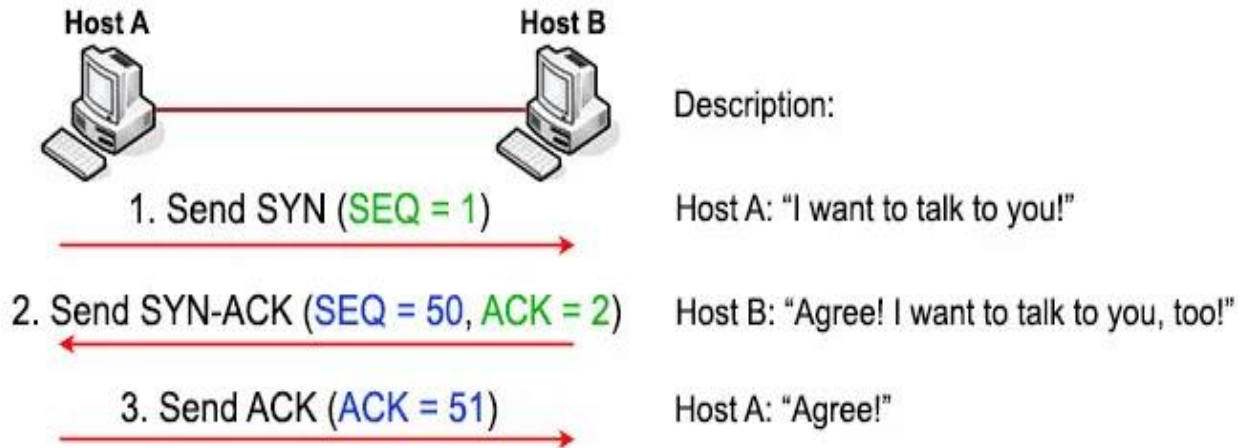 Host A
Host B
Description:
1. Send SYN (SEQ = 1)
Host A: “I want to talk to you!”
2. Send SYN-ACK (SEQ = 50, ACK = 2)
Host B: “Agree! I want to talk to you, too!”
3. Send ACK (ACK = 51)
Host A: “Agree!”